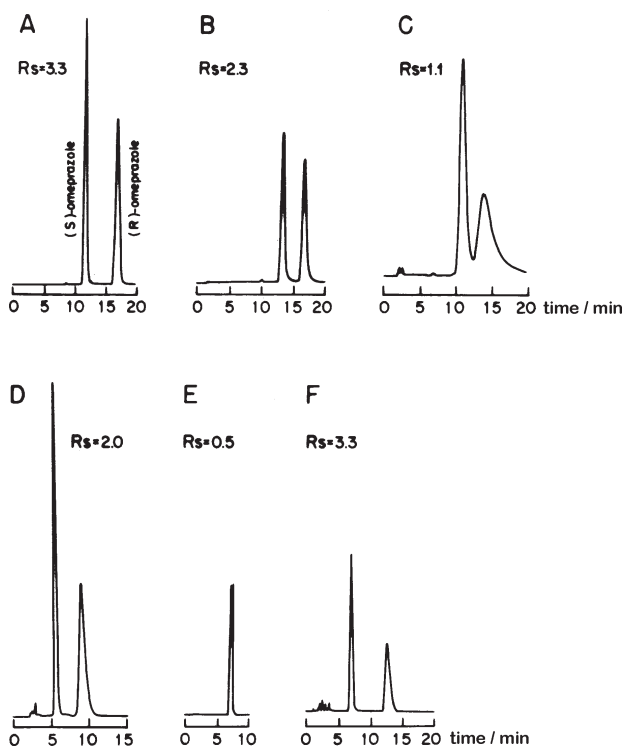 A
B
C
Rs=3.3
Rs=2.3
Rs=1.1
(S)-omeprazole
(R)-omeprazole
0 5 10 15 20
0 5 10 15 20
0 5 10 15 20 time / min
D
E
F
Rs=2.0
Rs=0.5
Rs=3.3
0 5 10 15
0 5 10
0 5 10 15 20 time / min